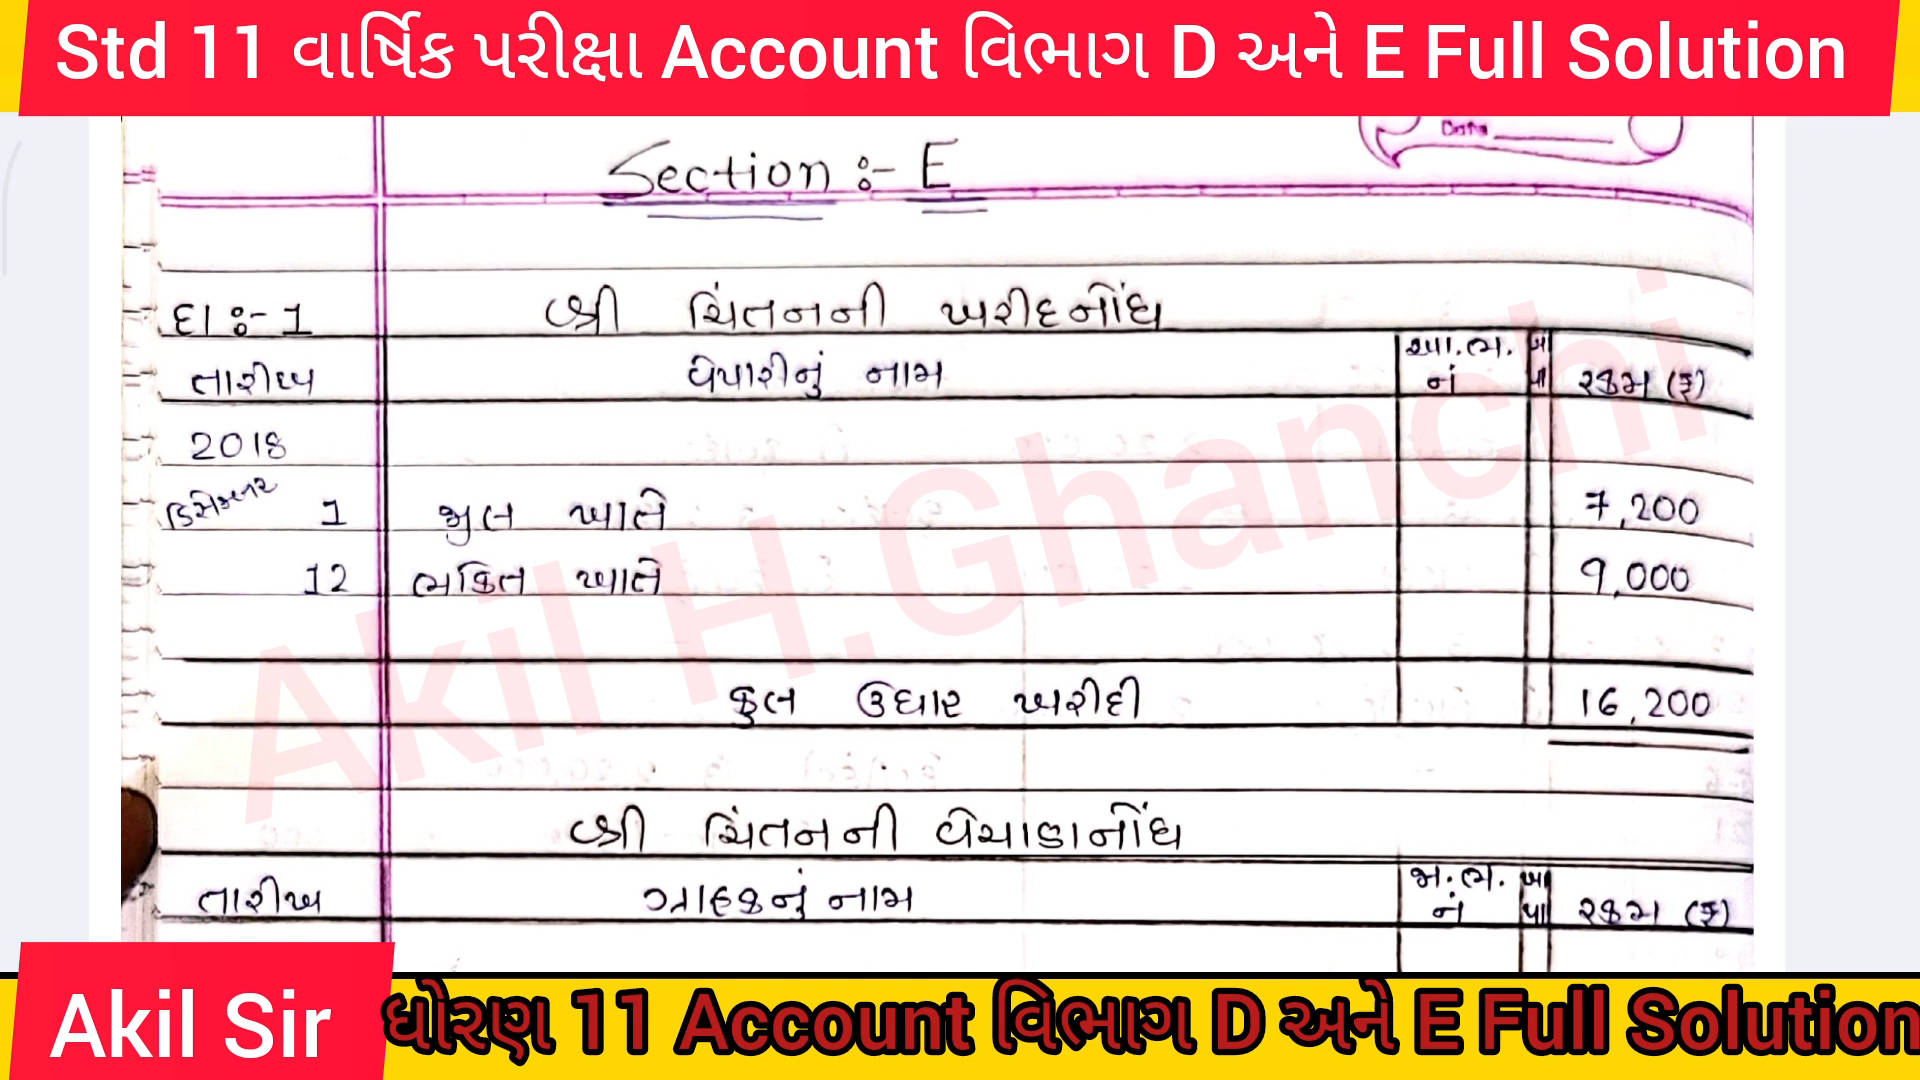 Std 11 વાર્ષિક પરીક્ષા Account વિભાગ D અને E Full Solution
Date
Section :- E
દા :- 1 શ્રી ચિંતનની ખરીદનોંધ
તારીખ વેપારીનું નામ આ.ભ. નં ખા પા રકમ (₹)
2018
ડિસેમ્બર 1 જીલ ખાતે 7,200
12 ભકિત ખાતે 9,000
કુલ ઉધાર ખરીદી 16,200
શ્રી ચિંતનની વેચાણનોંધ
તારીખ ગ્રાહકનું નામ જા.ભ. નં ખા પા રકમ (₹)
Akil H.Ghanchi
Akil Sir
ધોરણ 11 Account વિભાગ D અને E Full Solution